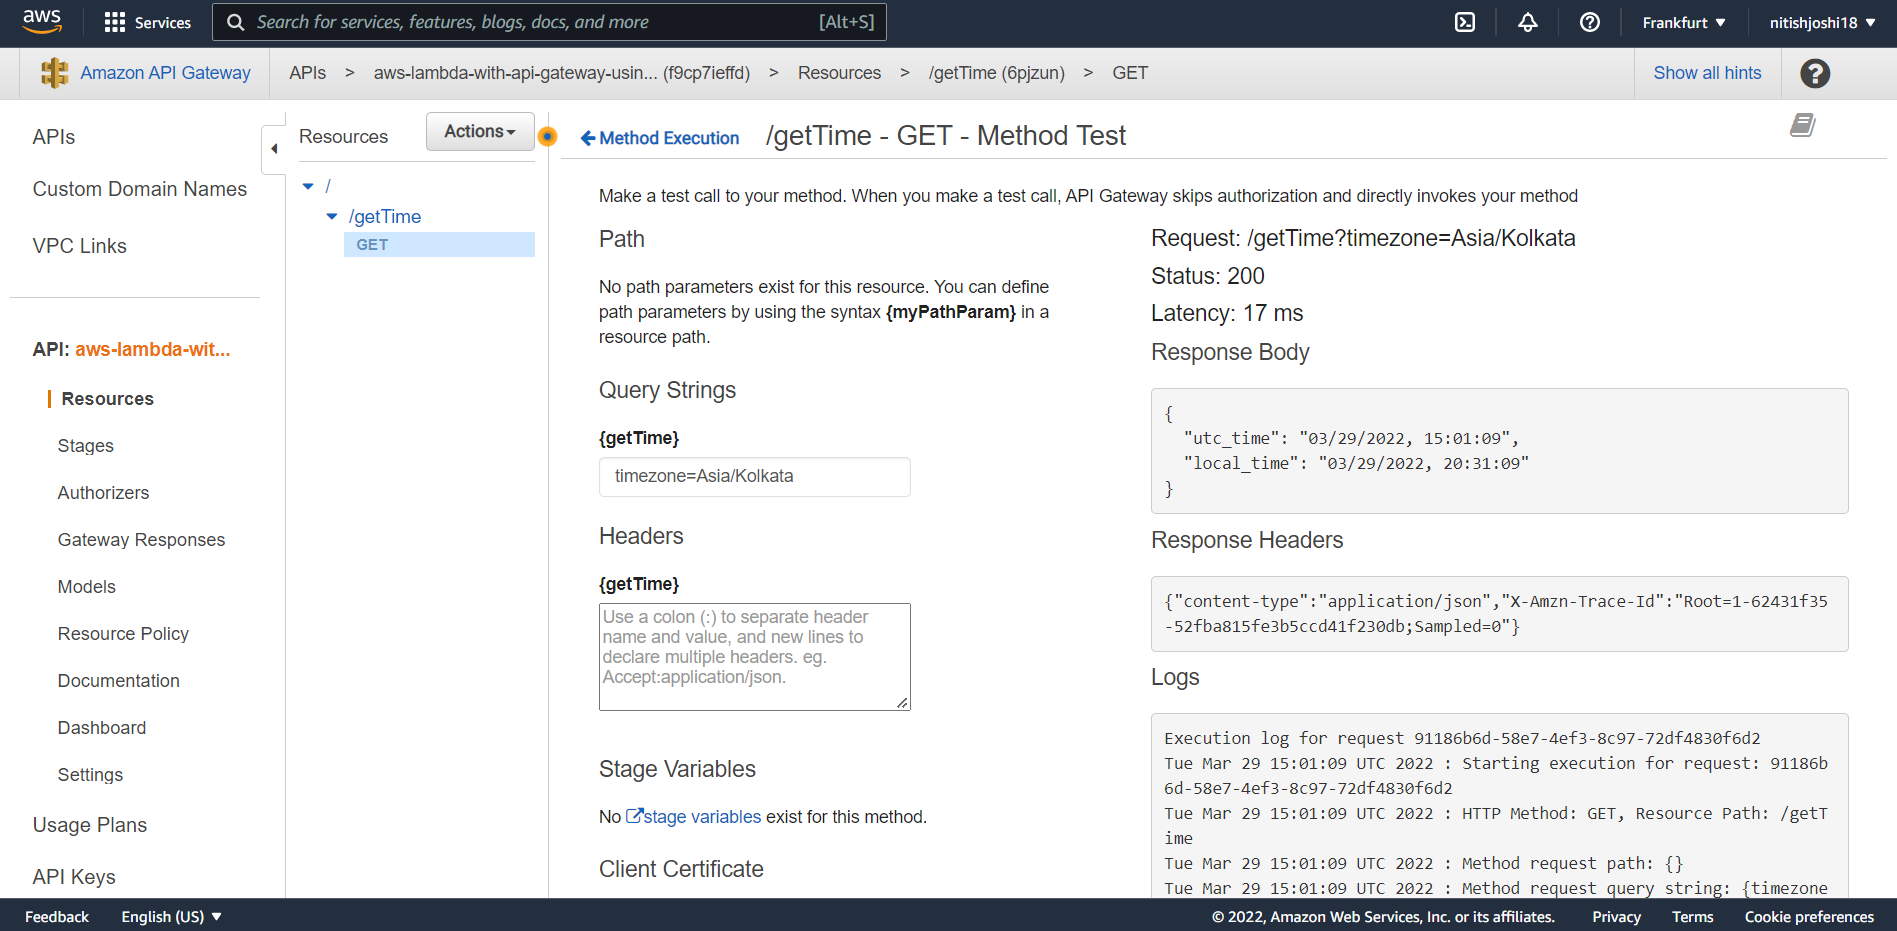 aws
Services
Search for services, features, blogs, docs, and more
[Alt+S]
Frankfurt ▼
nitishjoshi18 ▼
Amazon API Gateway
APIs > aws-lambda-with-api-gateway-usin... (f9cp7ieffd) > Resources > /getTime (6pjzun) > GET
Show all hints
APIs
Custom Domain Names
VPC Links
API: aws-lambda-wit...
Resources
Stages
Authorizers
Gateway Responses
Models
Resource Policy
Documentation
Dashboard
Settings
Usage Plans
API Keys
Resources
Actions
/
/getTime
GET
Method Execution
/getTime - GET - Method Test
Make a test call to your method. When you make a test call, API Gateway skips authorization and directly invokes your method
Path
No path parameters exist for this resource. You can define
path parameters by using the syntax {myPathParam} in a
resource path.
Query Strings
{getTime}
timezone=Asia/Kolkata
Headers
{getTime}
Use a colon (:) to separate header
name and value, and new lines to
declare multiple headers. eg.
Accept:application/json.
Stage Variables
No stage variables exist for this method.
Client Certificate
Request: /getTime?timezone=Asia/Kolkata
Status: 200
Latency: 17 ms
Response Body
{
"utc_time": "03/29/2022, 15:01:09",
"local_time": "03/29/2022, 20:31:09"
}
Response Headers
{"content-type":"application/json","X-Amzn-Trace-Id":"Root=1-62431f35
-52fba815fe3b5ccd41f230db;Sampled=0"}
Logs
Execution log for request 91186b6d-58e7-4ef3-8c97-72df4830f6d2
Tue Mar 29 15:01:09 UTC 2022 : Starting execution for request: 91186b
6d-58e7-4ef3-8c97-72df4830f6d2
Tue Mar 29 15:01:09 UTC 2022 : HTTP Method: GET, Resource Path: /getT
ime
Tue Mar 29 15:01:09 UTC 2022 : Method request path: {}
Tue Mar 29 15:01:09 UTC 2022 : Method request query string: {timezone
Feedback
English (US) ▼
© 2022, Amazon Web Services, Inc. or its affiliates.
Privacy
Terms
Cookie preferences